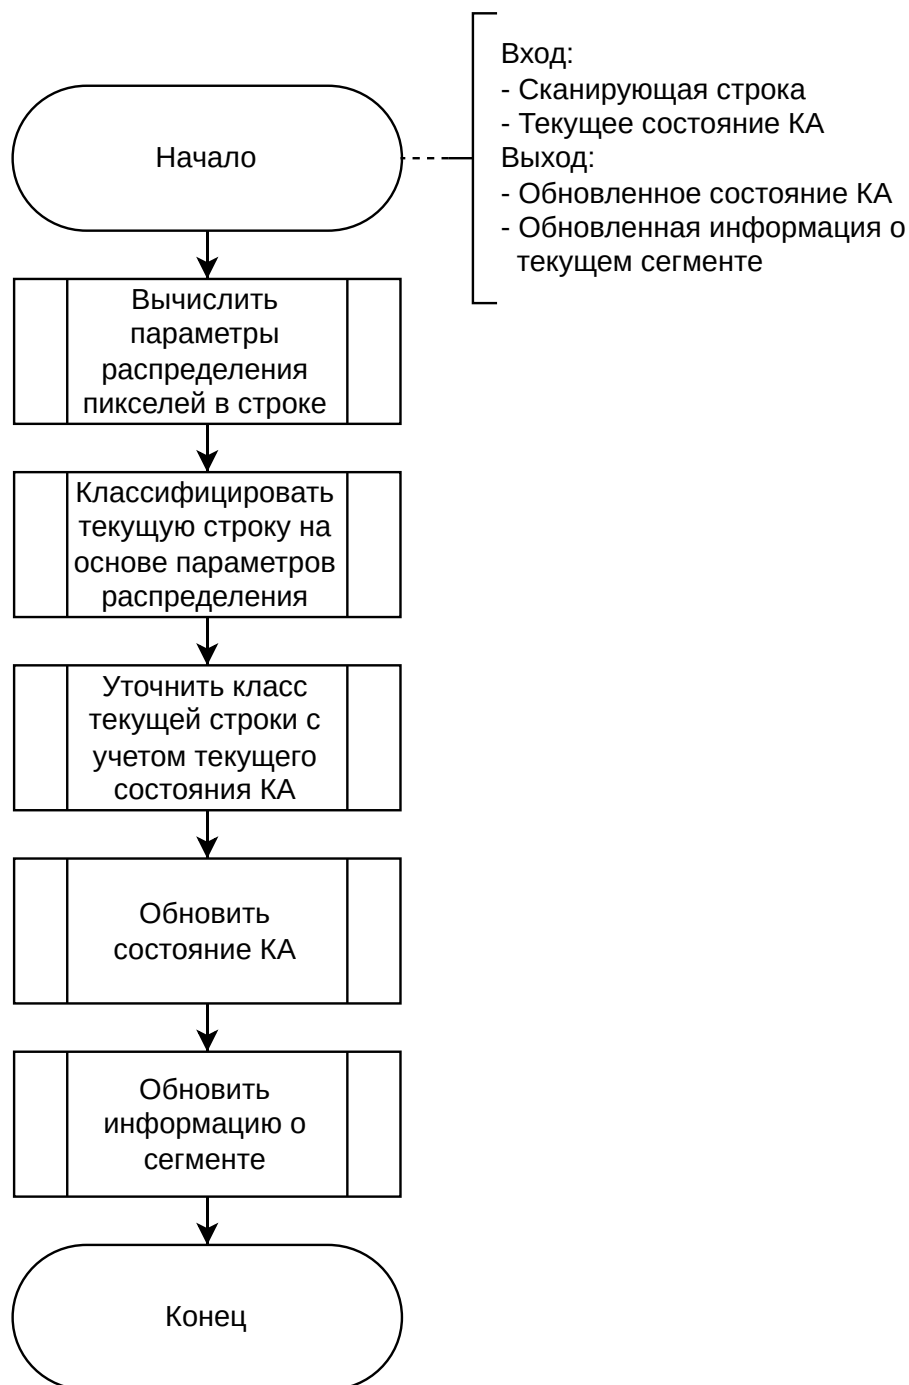 Начало
Вход:
- Сканирующая строка
- Текущее состояние КА
Выход:
- Обновленное состояние КА
- Обновленная информация о
текущем сегменте
Вычислить
параметры
распределения
пикселей в строке
Классифицировать
текущую строку на
основе параметров
распределения
Уточнить класс
текущей строки с
учетом текущего
состояния КА
Обновить
состояние КА
Обновить
информацию о
сегменте
Конец